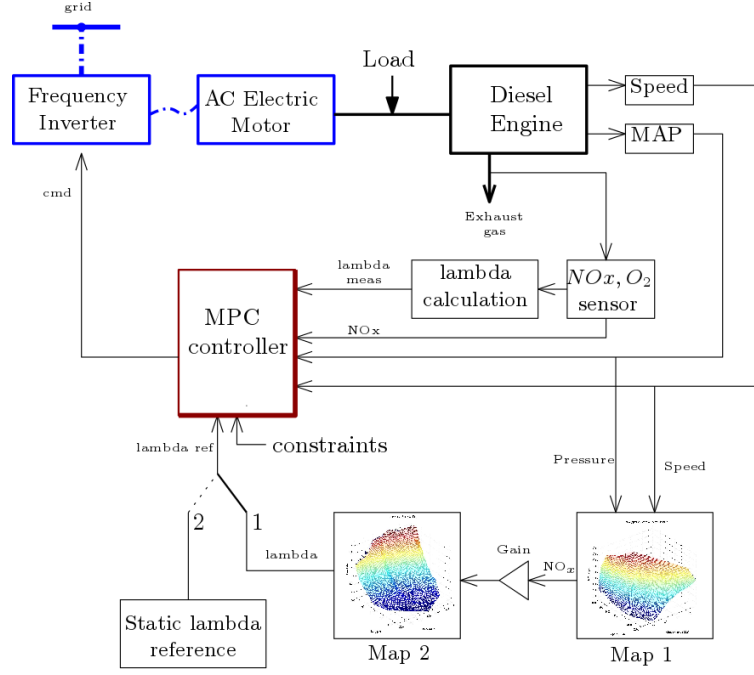 grid
Frequency
Inverter
AC Electric
Motor
Load
Diesel
Engine
Speed
MAP
cmd
Exhaust
gas
lambda
meas
lambda
calculation
NOx, O2
sensor
MPC
controller
NOx
lambda ref
constraints
Pressure
Speed
2
1
lambda
Gain
NOx
Static lambda
reference
Map 2
Map 1